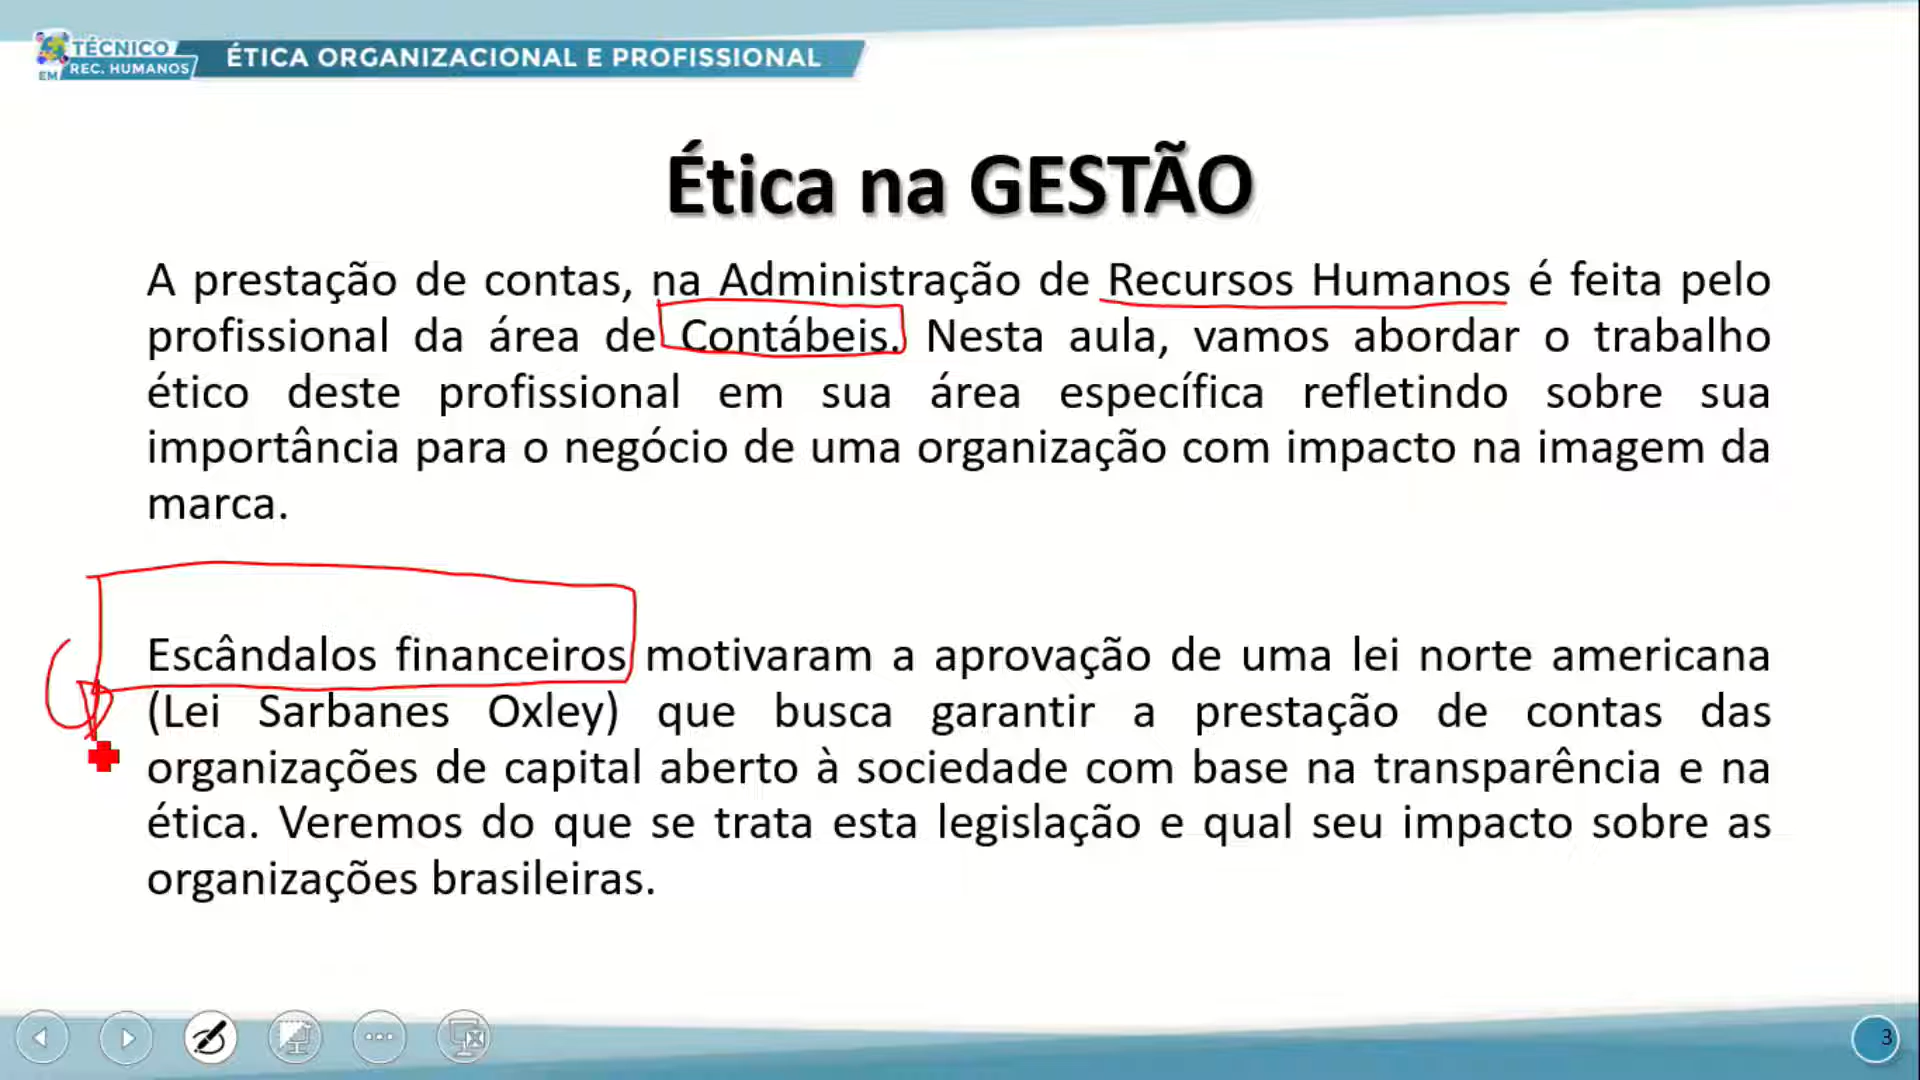 TÉCNICO
EM REC. HUMANOS
ÉTICA ORGANIZACIONAL E PROFISSIONAL
Ética na GESTÃO
A prestação de contas, na Administração de Recursos Humanos é feita pelo
profissional da área de Contábeis. Nesta aula, vamos abordar o trabalho
ético deste profissional em sua área específica refletindo sobre sua
importância para o negócio de uma organização com impacto na imagem da
marca.
Escândalos financeiros motivaram a aprovação de uma lei norte americana
(Lei Sarbanes Oxley) que busca garantir a prestação de contas das
organizações de capital aberto à sociedade com base na transparência e na
ética. Veremos do que se trata esta legislação e qual seu impacto sobre as
organizações brasileiras.
3